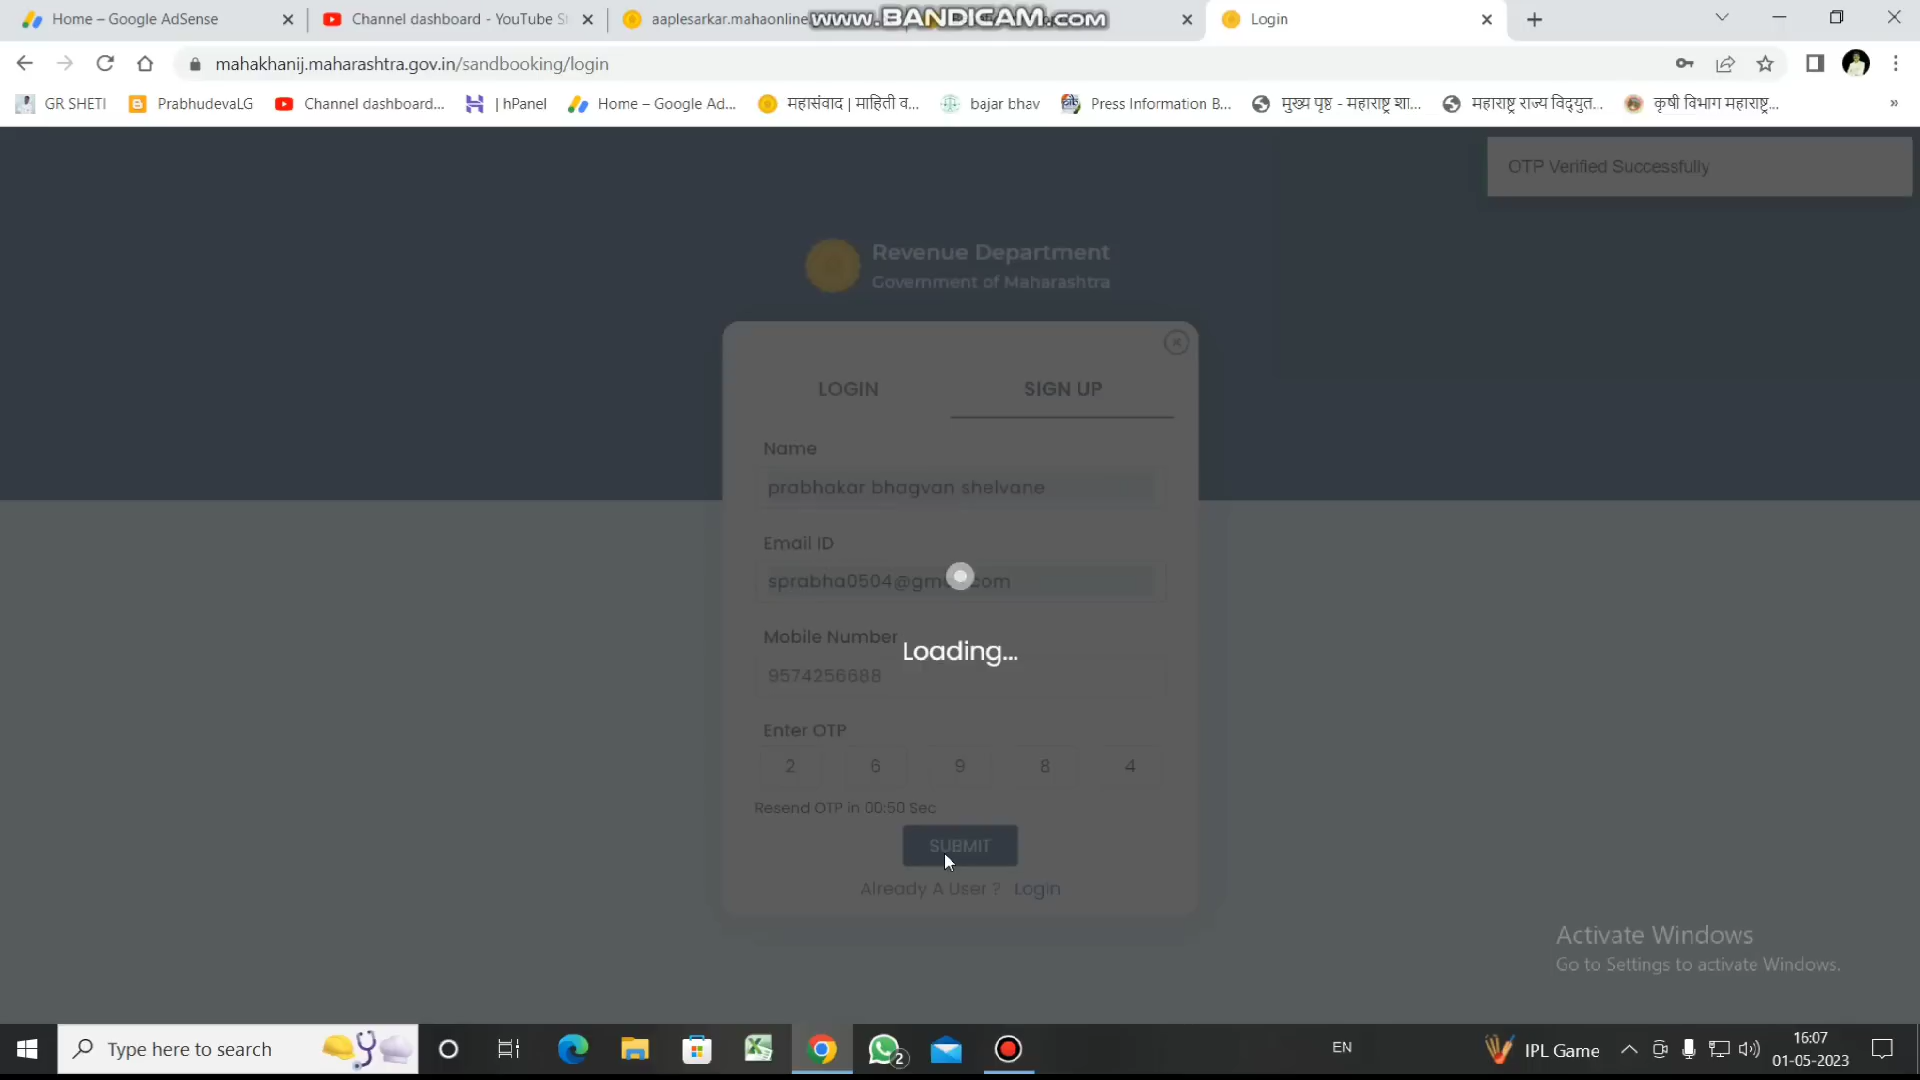 Home – Google AdSense
Channel dashboard - YouTube S
aaplesarkar.mahaonline
www.BANDICAM.com
Login
mahakhanij.maharashtra.gov.in/sandbooking/login
GR SHETI
PrabhudevaLG
Channel dashboard...
| hPanel
Home – Google Ad...
महासंवाद | माहिती व...
bajar bhav
Press Information B...
मुख्य पृष्ठ - महाराष्ट्र शा...
महाराष्ट्र राज्य विद्युत...
कृषी विभाग महाराष्ट्र...
»
OTP Verified Successfully
Revenue Department
Government of Maharashtra
LOGIN
SIGN UP
Name
prabhakar bhagvan shelvane
Email ID
sprabha0504@gm com
Mobile Number
Loading...
9574256688
Enter OTP
2 6 9 8 4
Resend OTP in 00:50 Sec
SUBMIT
Already A User ? Login
Activate Windows
Go to Settings to activate Windows.
Type here to search
2
EN
IPL Game
16:07
01-05-2023